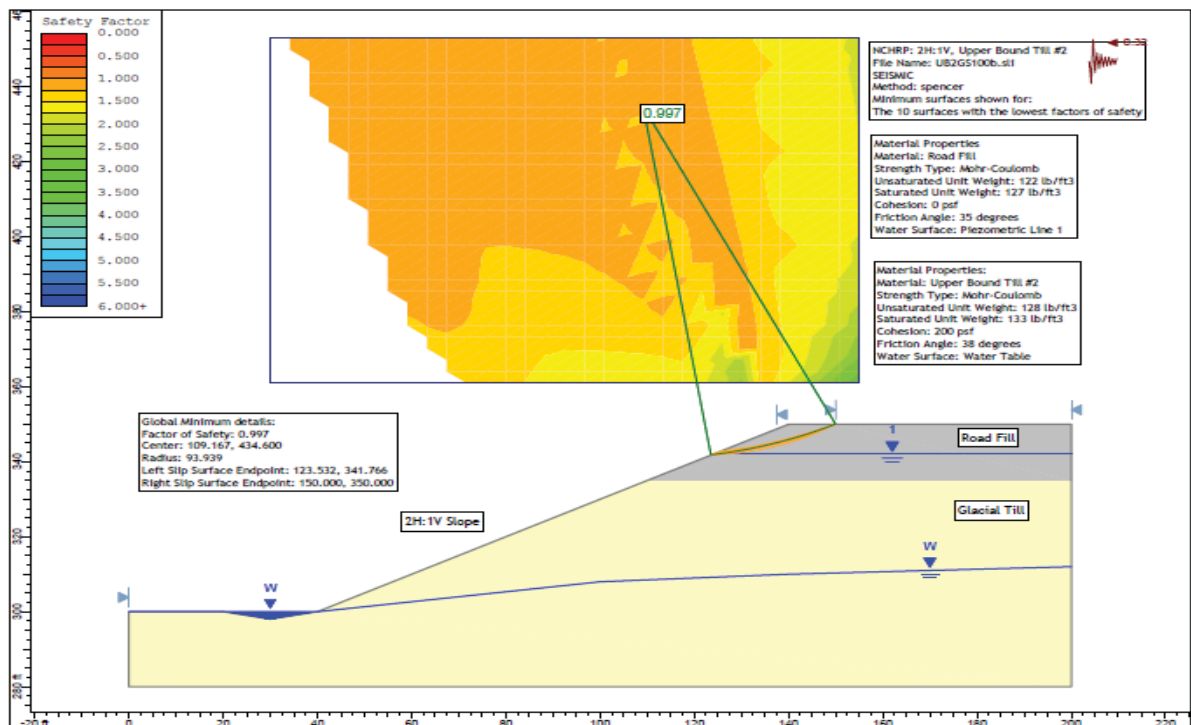 Safety Factor
0.000
0.500
1.000
1.500
2.000
2.500
3.000
3.500
4.000
4.500
5.000
5.500
6.000+
0.997
NCHRP: 2H:1V, Upper Bound Till #2
File Name: UB2GS100b.sli
SEISMIC
Method: spencer
Minimum surfaces shown for:
The 10 surfaces with the lowest factors of safety
Material Properties
Material: Road Fill
Strength Type: Mohr-Coulomb
Unsaturated Unit Weight: 122 lb/ft3
Saturated Unit Weight: 127 lb/ft3
Cohesion: 0 psf
Friction Angle: 35 degrees
Water Surface: Piezometric Line 1
Material Properties:
Material: Upper Bound Till #2
Strength Type: Mohr-Coulomb
Unsaturated Unit Weight: 128 lb/ft3
Saturated Unit Weight: 133 lb/ft3
Cohesion: 200 psf
Friction Angle: 38 degrees
Water Surface: Water Table
Global Minimum details:
Factor of Safety: 0.997
Center: 109.167, 434.600
Radius: 93.939
Left Slip Surface Endpoint: 123.532, 341.766
Right Slip Surface Endpoint: 150.000, 350.000
1
Road Fill
2H:1V Slope
Glacial Till
W
W
440
420
400
380
360
340
320
300
280 ft
-20 ft
0
20
40
60
80
100
120
140
160
180
200
220